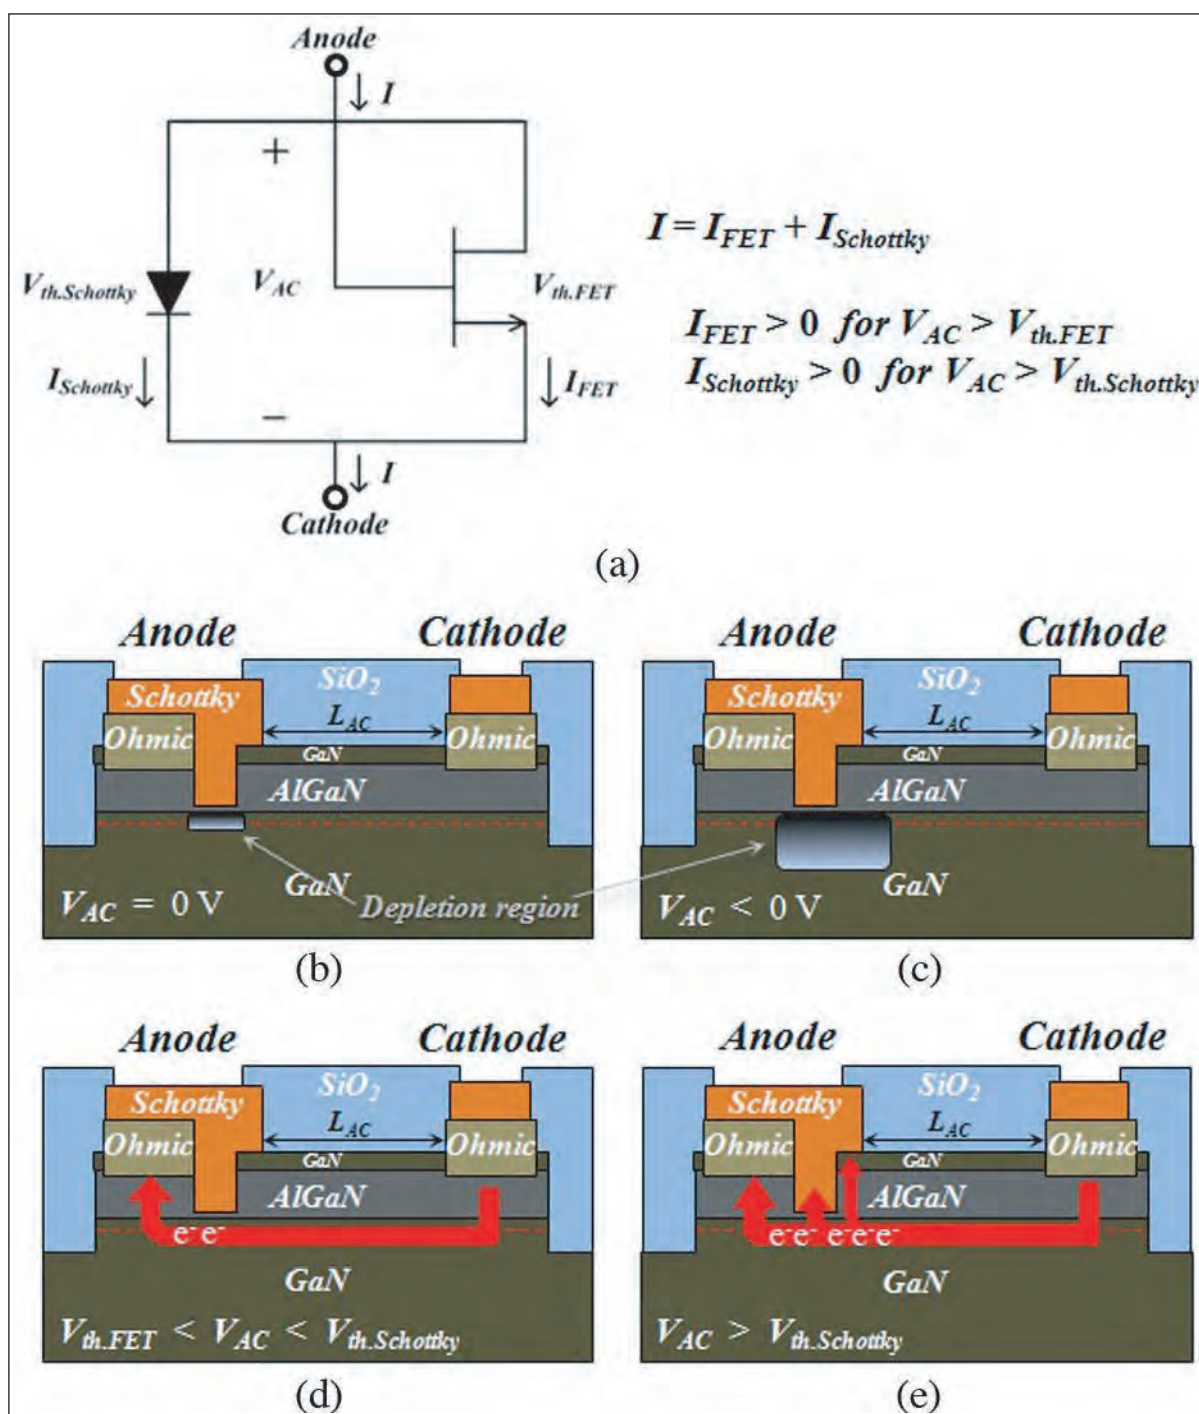 Anode
I
+
I = I_FET + I_Schottky
V_th.Schottky
V_AC
V_th.FET
I_FET > 0 for V_AC > V_th.FET
I_Schottky
I_FET
I_Schottky > 0 for V_AC > V_th.Schottky
−
I
Cathode
(a)
Anode Cathode
Schottky SiO₂
L_AC
Ohmic GaN Ohmic
AlGaN
GaN
V_AC = 0 V
Depletion region
(b)
Anode Cathode
Schottky SiO₂
L_AC
Ohmic GaN Ohmic
AlGaN
GaN
V_AC < 0 V
(c)
Anode Cathode
Schottky SiO₂
L_AC
Ohmic GaN Ohmic
AlGaN
e⁻ e⁻
GaN
V_th.FET < V_AC < V_th.Schottky
(d)
Anode Cathode
Schottky SiO₂
L_AC
Ohmic GaN Ohmic
AlGaN
e⁻e⁻ e⁻e⁻e⁻
GaN
V_AC > V_th.Schottky
(e)